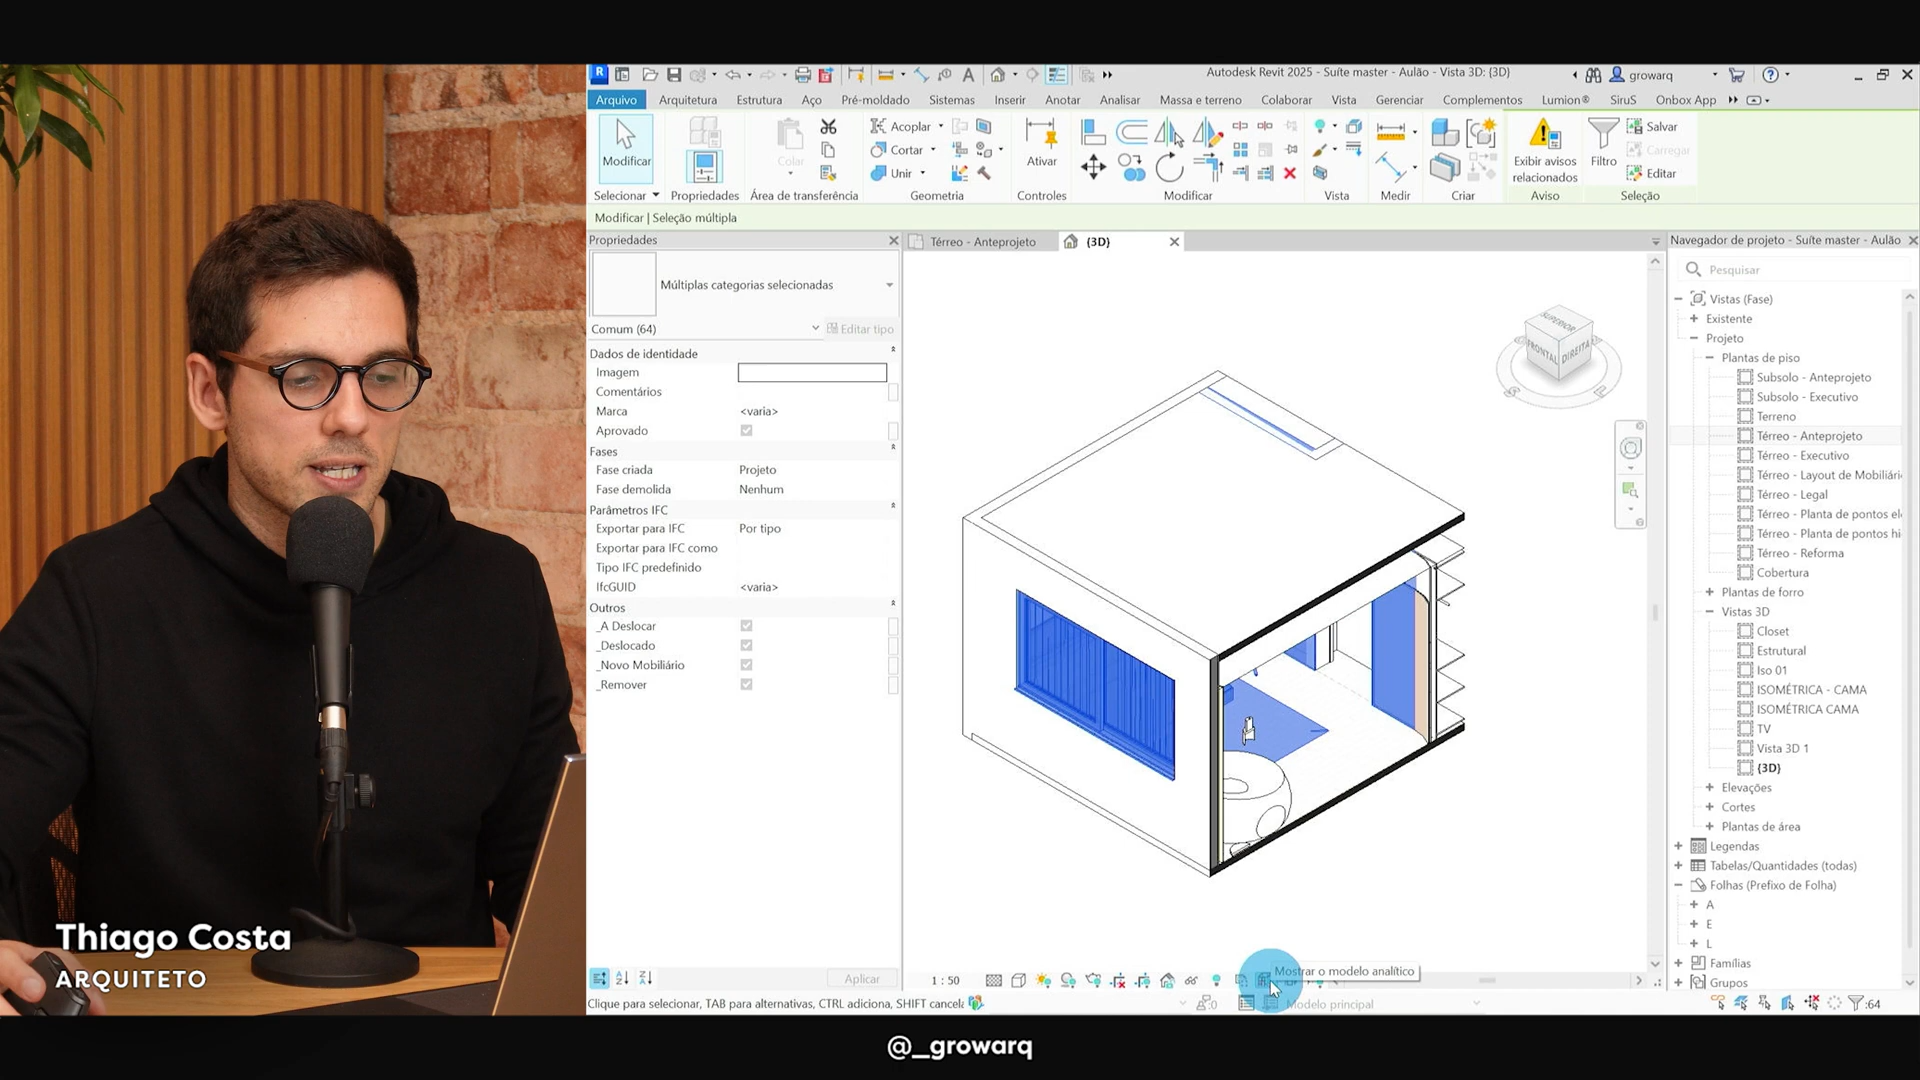 Autodesk Revit 2025 - Suíte master - Aulão - Vista 3D: {3D}
growarq
Arquivo
Arquitetura
Estrutura
Aço
Pré-moldado
Sistemas
Inserir
Anotar
Analisar
Massa e terreno
Colaborar
Vista
Gerenciar
Complementos
Lumion®
SiruS
Onbox App
Modificar
Colar
Acoplar
Cortar
Unir
Ativar
Exibir avisos
relacionados
Filtro
Salvar
Carregar
Editar
Selecionar
Propriedades
Área de transferência
Geometria
Controles
Modificar
Vista
Medir
Criar
Aviso
Seleção
Modificar | Seleção múltipla
Propriedades
Múltiplas categorias selecionadas
Comum (64)
Editar tipo
Dados de identidade
Imagem
Comentários
Marca <varia>
Aprovado
Fases
Fase criada Projeto
Fase demolida Nenhum
Parâmetros IFC
Exportar para IFC Por tipo
Exportar para IFC como
Tipo IFC predefinido
IfcGUID <varia>
Outros
_A Deslocar
_Deslocado
_Novo Mobiliário
_Remover
Aplicar
Térreo - Anteprojeto
{3D}
SUPERIOR
FRONTAL
DIREITA
1 : 50
Mostrar o modelo analítico
Clique para selecionar, TAB para alternativas, CTRL adiciona, SHIFT cancela
:0
Modelo principal
:64
Navegador de projeto - Suíte master - Aulão
Pesquisar
Vistas (Fase)
Existente
Projeto
Plantas de piso
Subsolo - Anteprojeto
Subsolo - Executivo
Terreno
Térreo - Anteprojeto
Térreo - Executivo
Térreo - Layout de Mobiliári
Térreo - Legal
Térreo - Planta de pontos el
Térreo - Planta de pontos hi
Térreo - Reforma
Cobertura
Plantas de forro
Vistas 3D
Closet
Estrutural
Iso 01
ISOMÉTRICA - CAMA
ISOMÉTRICA CAMA
TV
Vista 3D 1
{3D}
Elevações
Cortes
Plantas de área
Legendas
Tabelas/Quantidades (todas)
Folhas (Prefixo de Folha)
A
E
L
Famílias
Grupos
Thiago Costa
ARQUITETO
@_growarq